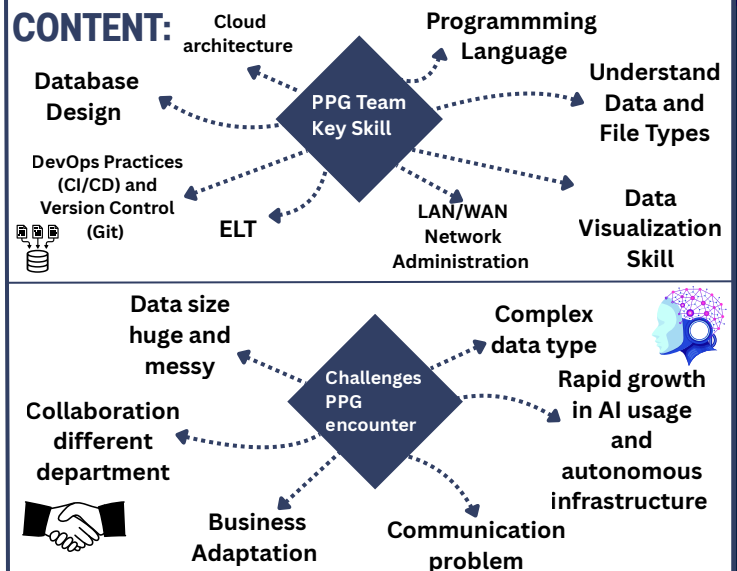 CONTENT:
Cloud
architecture
Programmming
Language
Database
Design
PPG Team
Key Skill
Understand
Data and
File Types
DevOps Practices
(CI/CD) and
Version Control
(Git)
ELT
LAN/WAN
Network
Administration
Data
Visualization
Skill
Data size
huge and
messy
Complex
data type
Challenges
PPG
encounter
Rapid growth
in AI usage
and
autonomous
infrastructure
Collaboration
different
department
Business
Adaptation
Communication
problem